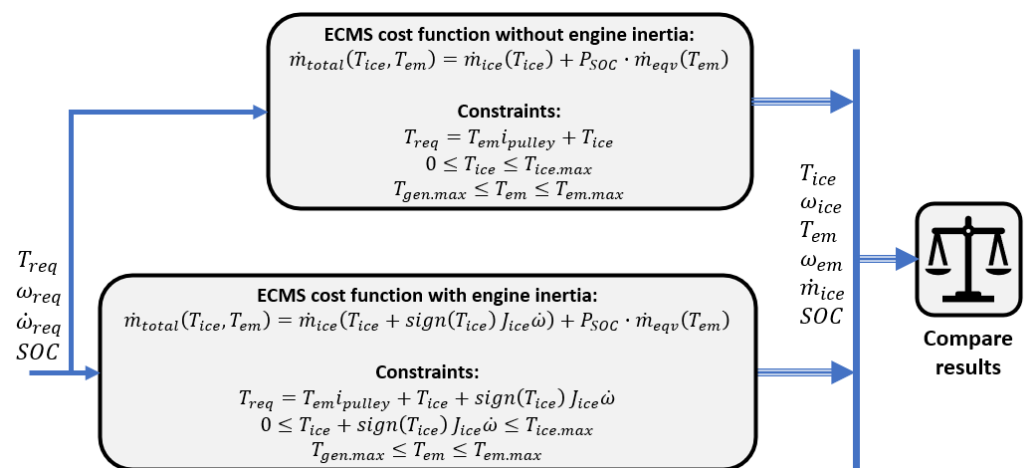 ECMS cost function without engine inertia:
ṁ_total(T_ice, T_em) = ṁ_ice(T_ice) + P_SOC · ṁ_eqv(T_em)
Constraints:
T_req = T_em i_pulley + T_ice
0 ≤ T_ice ≤ T_ice.max
T_gen.max ≤ T_em ≤ T_em.max
T_req
ω_req
ω̇_req
SOC
ECMS cost function with engine inertia:
ṁ_total(T_ice, T_em) = ṁ_ice(T_ice + sign(T_ice) J_ice ω̇) + P_SOC · ṁ_eqv(T_em)
Constraints:
T_req = T_em i_pulley + T_ice + sign(T_ice) J_ice ω̇
0 ≤ T_ice + sign(T_ice) J_ice ω̇ ≤ T_ice.max
T_gen.max ≤ T_em ≤ T_em.max
T_ice
ω_ice
T_em
ω_em
ṁ_ice
SOC
Compare
results